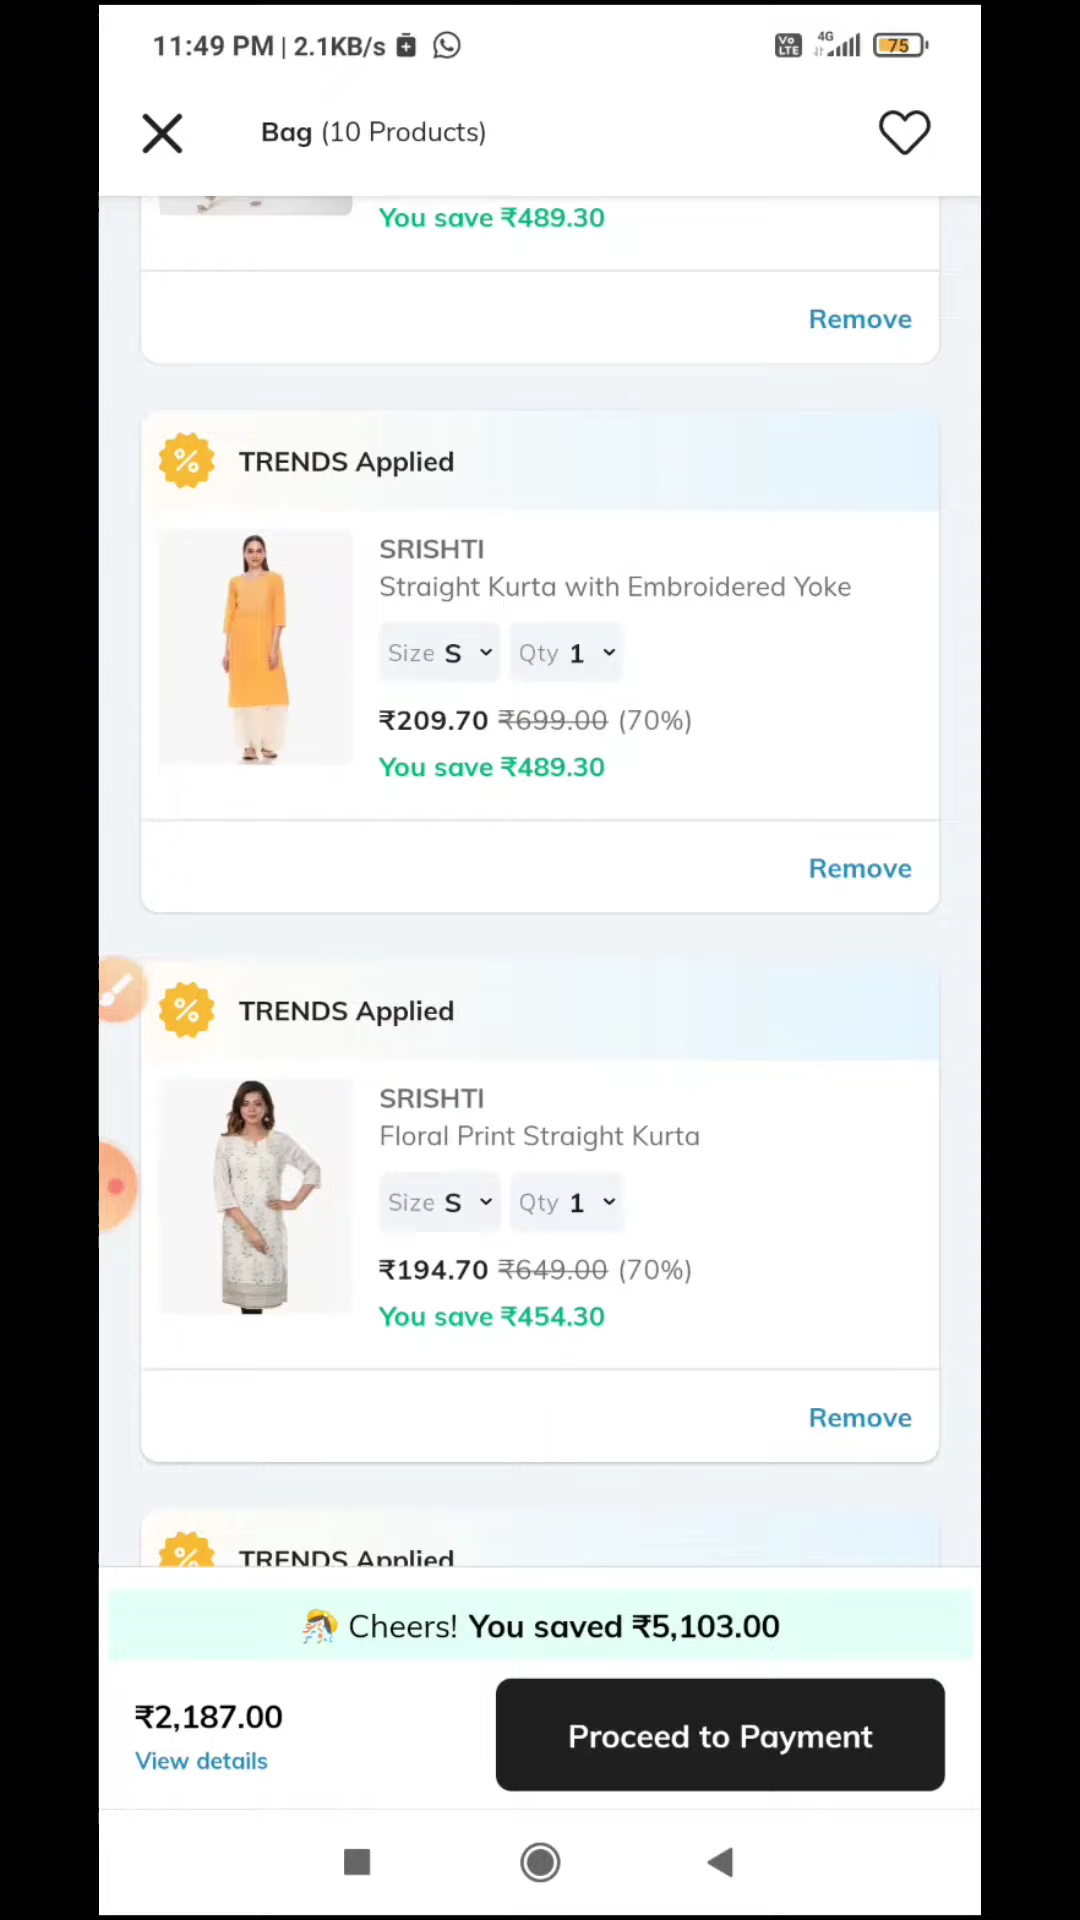 11:49 PM | 2.1KB/s
Vo LTE 4G 75
Bag (10 Products)
You save ₹489.30
Remove
TRENDS Applied
SRISHTI
Straight Kurta with Embroidered Yoke
Size S Qty 1
₹209.70 ₹699.00 (70%)
You save ₹489.30
Remove
TRENDS Applied
SRISHTI
Floral Print Straight Kurta
Size S Qty 1
₹194.70 ₹649.00 (70%)
You save ₹454.30
Remove
TRENDS Applied
Cheers! You saved ₹5,103.00
₹2,187.00
View details
Proceed to Payment